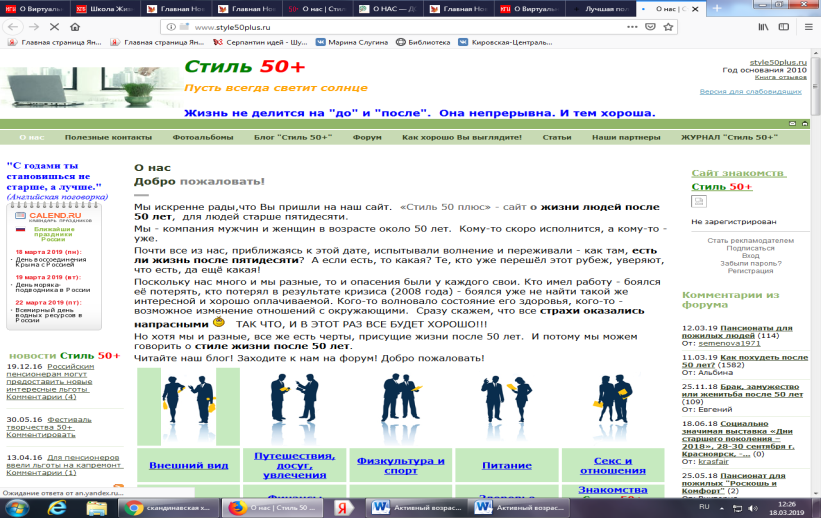 О Виртуаль
Школа Жив
Главная Нов
Главная Нов
О нас | Стил
О НАС — Д
Главная Нов
О Виртуаль
Лучшая пол
О нас | С
www.style50plus.ru
Главная страница Ян...
Главная страница Ян...
Серпантин идей - Шу...
Марина Слугина
Библиотека
Кировская-Централь...
Стиль 50+
Пусть всегда светит солнце
Жизнь не делится на "до" и "после". Она непрерывна. И тем хороша.
style50plus.ru
Год основания 2010
Книга отзывов
Версия для слабовидящих
О нас Полезные контакты Фотоальбомы Блог "Стиль 50+" Форум Как хорошо Вы выглядите! Статьи Наши партнеры ЖУРНАЛ "Стиль 50+"
"С годами ты
становишься не
старше, а лучше."
(Английская поговорка)
CALEND.RU
КАЛЕНДАРЬ ПРАЗДНИКОВ
Ближайшие
праздники
России
18 марта 2019 (пн):
День воссоединения
Крыма с Россией
19 марта 2019 (вт):
День моряка-
подводника в России
22 марта 2019 (пт):
Всемирный день
водных ресурсов в
России
новости Стиль 50+
19.12.16 Российским
пенсионерам могут
предоставить новые
интересные льготы
Комментарии (4)
30.05.16 Фестиваль
творчества 50+
Комментировать
13.04.16 Для пенсионеров
ввели льготы на капремонт
Комментарии (1)
О нас
Добро пожаловать!
Мы искренне рады,что Вы пришли на наш сайт. «Стиль 50 плюс» - сайт о жизни людей после
50 лет, для людей старше пятидесяти.
Мы - компания мужчин и женщин в возрасте около 50 лет. Кому-то скоро исполнится, а кому-то -
уже.
Почти все из нас, приближаясь к этой дате, испытывали волнение и переживали - как там, есть
ли жизнь после пятидесяти? А если есть, то какая? Те, кто уже перешёл этот рубеж, уверяют,
что есть, да ещё какая!
Поскольку нас много и мы разные, то и опасения были у каждого свои. Кто имел работу - боялся
её потерять, кто потерял в результате кризиса (2008 года) - боялся уже не найти такой же
интересной и хорошо оплачиваемой. Кого-то волновало состояние его здоровья, кого-то -
возможное изменение отношений с окружающими. Сразу скажем, что все страхи оказались
напрасными ТАК ЧТО, И В ЭТОТ РАЗ ВСЕ БУДЕТ ХОРОШО!!!
Но хотя мы и разные, все же есть черты, присущие жизни после 50 лет. И потому мы можем
говорить о стиле жизни после 50 лет.
Читайте наш блог! Заходите к нам на форум! Добро пожаловать!
Внешний вид
Путешествия,
досуг,
увлечения
Физкультура и
спорт
Питание
Секс и
отношения
Финансы
Здоровье
Знакомства
Сайт знакомств
Стиль 50+
Не зарегистрирован
Стать рекламодателем
Подписаться
Вход
Забыли пароль?
Регистрация
Комментарии из
форума
12.03.19 Пансионаты для
пожилых людей (114)
От: semenova1971
11.03.19 Как похудеть после
50 лет? (1582)
От: Альбина
25.11.18 Брак, замужество
или женитьба после 50 лет
(109)
От: Евгений
18.06.18 Социально
значимая выставка «Дни
старшего поколения –
2018», 28-30 сентября г.
Красноярск, -... (0)
От: krasfair
25.05.18 Пансионат для
пожилых "Роскошь и
Комфорт" (2)
Ожидание ответа от an.yandex.ru...
скандинавская х...
О нас | Стиль 50 ...
Активный возрас...
Активный возрас...
RU
12:26
18.03.2019